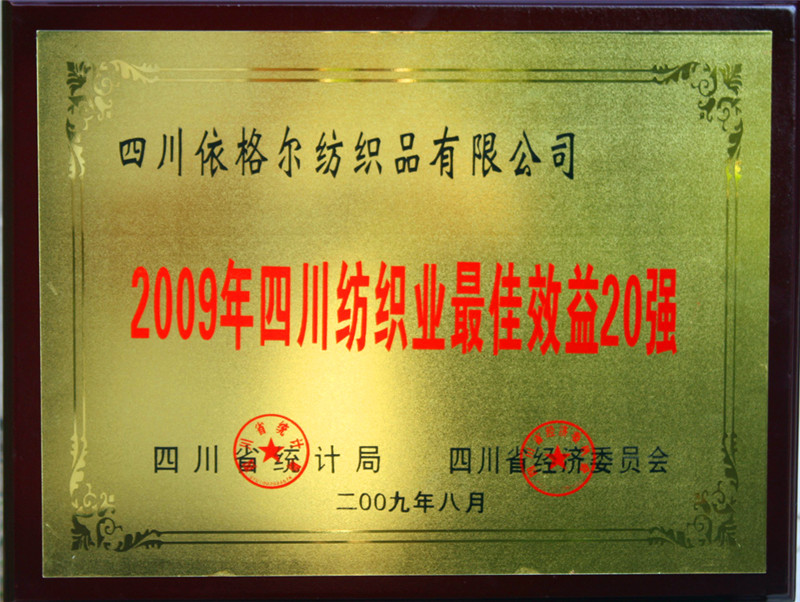 四川依格尔纺织品有限公司
2009年四川纺织业最佳效益20强
四川省统计局 四川省经济委员会
二00九年八月